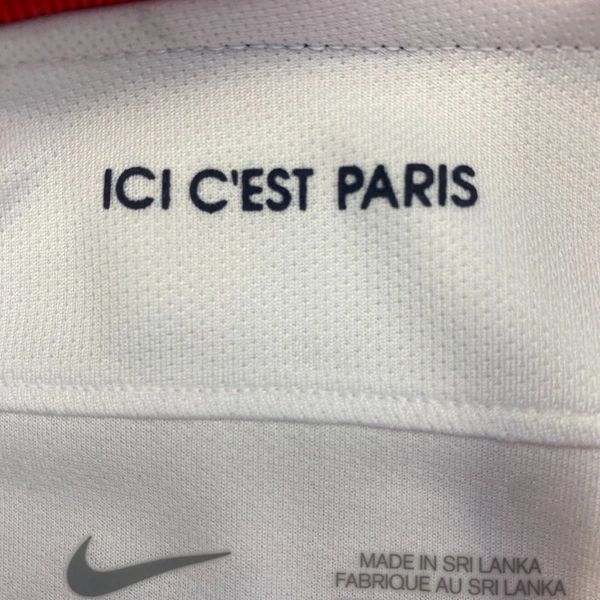 ICI C'EST PARIS
MADE IN SRI LANKA
FABRIQUE AU SRI LANKA